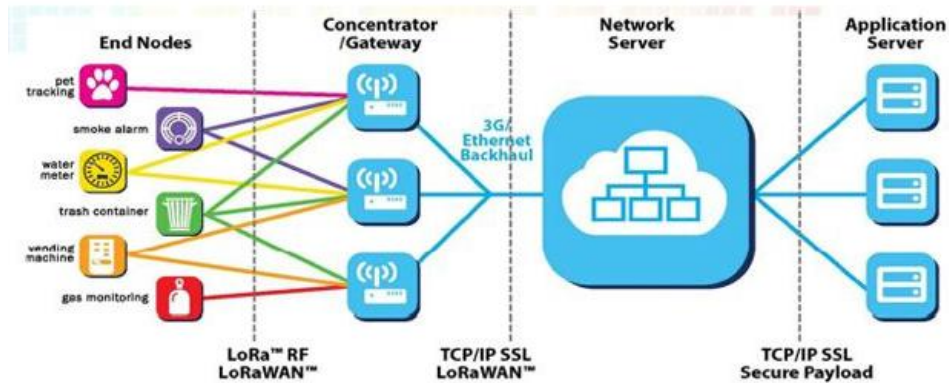 End Nodes
Concentrator
/Gateway
Network
Server
Application
Server
pet
tracking
smoke alarm
water
meter
trash container
vending
machine
gas monitoring
3G/
Ethernet
Backhaul
LoRa™ RF
LoRaWAN™
TCP/IP SSL
LoRaWAN™
TCP/IP SSL
Secure Payload